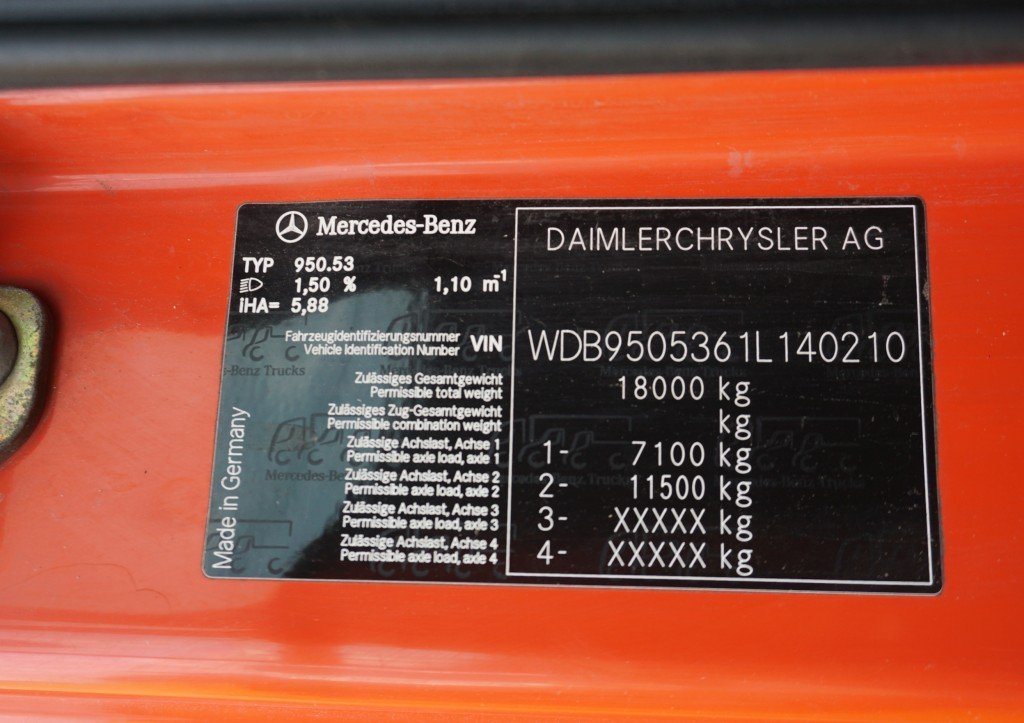 Mercedes-Benz
TYP 950.53
1,50 % 1,10 m-1
iHA= 5,88
DAIMLERCHRYSLER AG
Fahrzeugidentifizierungsnummer
Vehicle Identification Number VIN WDB9505361L140210
Zulässiges Gesamtgewicht
Permissible total weight 18000 kg
Zulässiges Zug-Gesamtgewicht
Permissible combination weight kg
Zulässige Achslast, Achse 1
Permissible axle load, axle 1 1- 7100 kg
Zulässige Achslast, Achse 2
Permissible axle load, axle 2 2- 11500 kg
Zulässige Achslast, Achse 3
Permissible axle load, axle 3 3- XXXXX kg
Zulässige Achslast, Achse 4
Permissible axle load, axle 4 4- XXXXX kg
Made in Germany
Mercedes-Benz Trucks